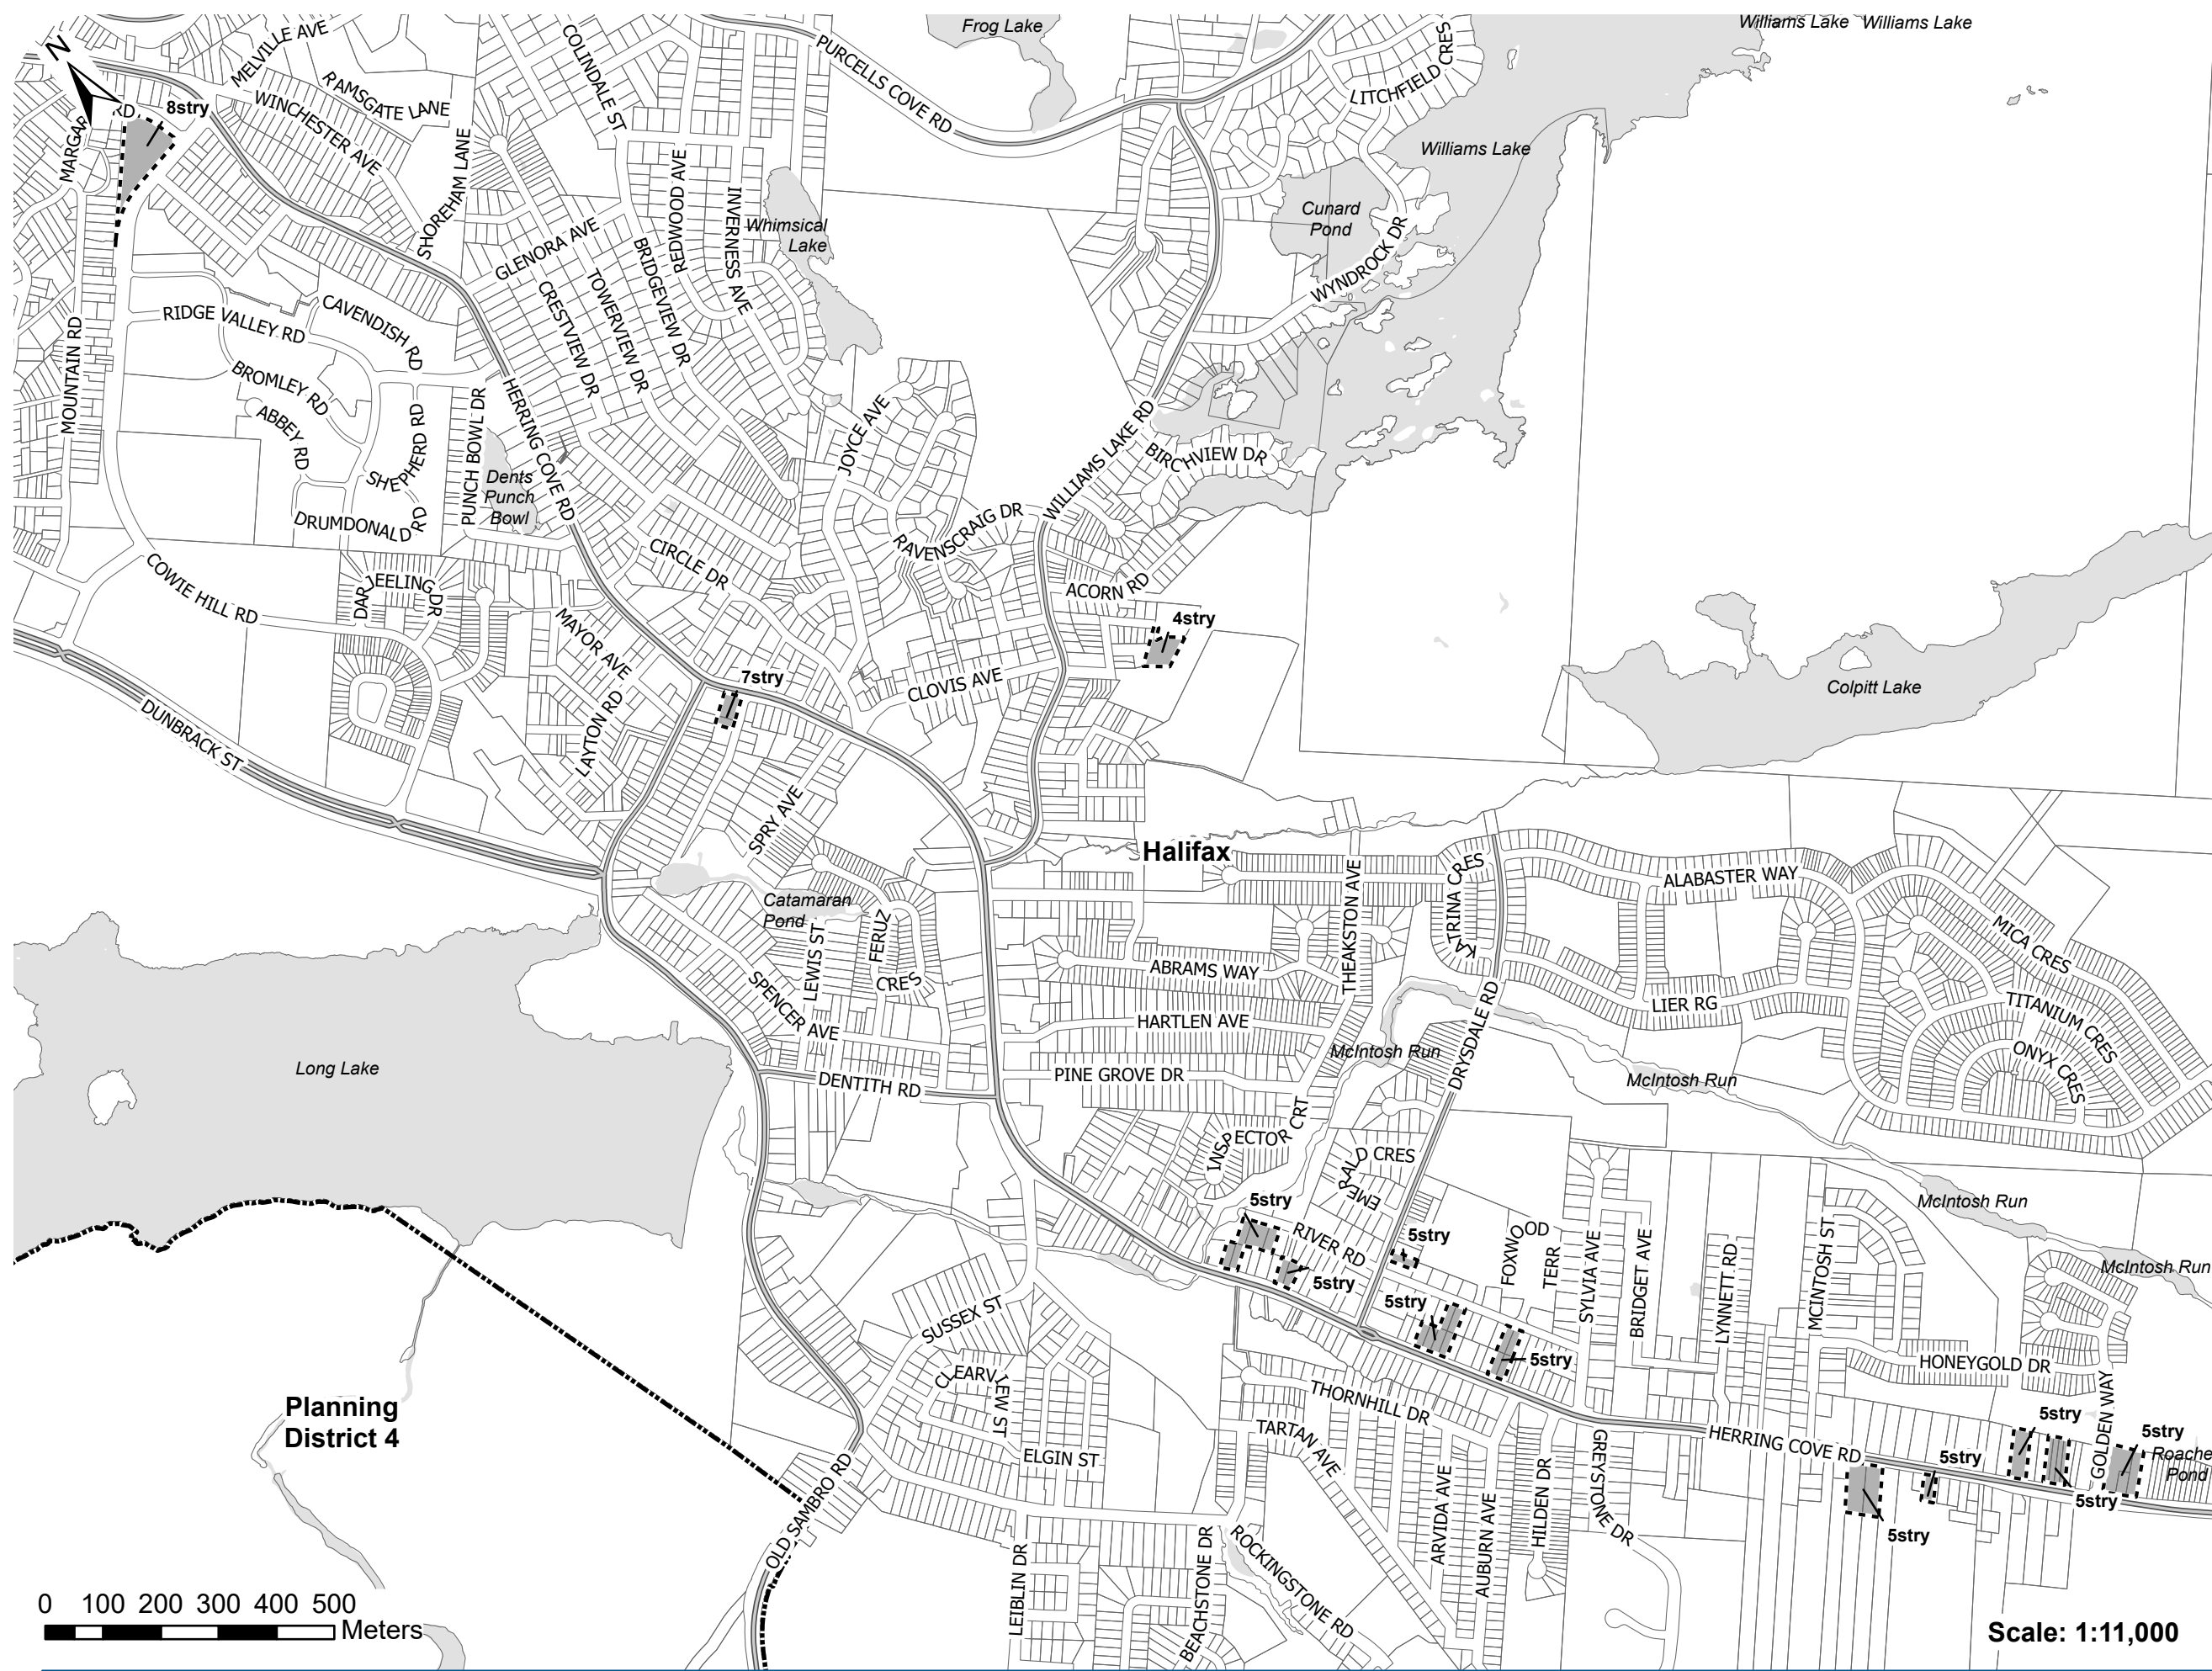 Frog Lake
Williams Lake
Williams Lake
N
MELVILLE AVE
COLINDALE ST
PURCELLS COVE RD
LITCHFIELD CRES
RAMSGATE LANE
WINCHESTER AVE
8stry
RD
MARGAR
SHOREHAM LANE
REDWOOD AVE
INVERNESS AVE
Whimsical
Lake
Williams Lake
Cunard
Pond
WYNDROCK DR
GLENORA AVE
BRIDGEVIEW DR
TOWERVIEW DR
CRESTVIEW DR
RIDGE VALLEY RD
CAVENDISH RD
MOUNTAIN RD
BROMLEY RD
ABBEY RD
SHEPHERD RD
PUNCH BOWL DR
HERRING COVE RD
Dents
Punch
Bowl
JOYCE AVE
WILLIAMS LAKE RD
BIRCHVIEW DR
DRUMDONALD RD
RAVENSCRAIG DR
CIRCLE DR
ACORN RD
COWIE HILL RD
DARJEELING DR
MAYOR AVE
4stry
7stry
CLOVIS AVE
LAYTON RD
Colpitt Lake
DUNBRACK ST
SPRY AVE
Halifax
Catamaran
Pond
LEWIS ST
FERUZ
CRES
THEAKSTON AVE
KATRINA CRES
ALABASTER WAY
MICA CRES
ABRAMS WAY
SPENCER AVE
HARTLEN AVE
LIER RG
TITANIUM CRES
ONYX CRES
DRYSDALE RD
McIntosh Run
McIntosh Run
Long Lake
DENTITH RD
PINE GROVE DR
INSPECTOR CRT
EMERALD CRES
McIntosh Run
McIntosh Run
5stry
RIVER RD
5stry
5stry
5stry
5stry
FOXWOOD
TERR
SYLVIA AVE
BRIDGET AVE
LYNNETT RD
MCINTOSH ST
HONEYGOLD DR
GOLDEN WAY
SUSSEX ST
CLEARVIEW ST
ELGIN ST
Planning
District 4
THORNHILL DR
TARTAN AVE
HERRING COVE RD
5stry
5stry
5stry
5stry
5stry
Roache
Pond
OLD SAMBRO RD
LEIBLIN DR
BEACHSTONE DR
ROCKINGSTONE RD
ARVIDA AVE
AUBURN AVE
HILDEN DR
GREYSTONE DR
0 100 200 300 400 500
Meters
Scale: 1:11,000